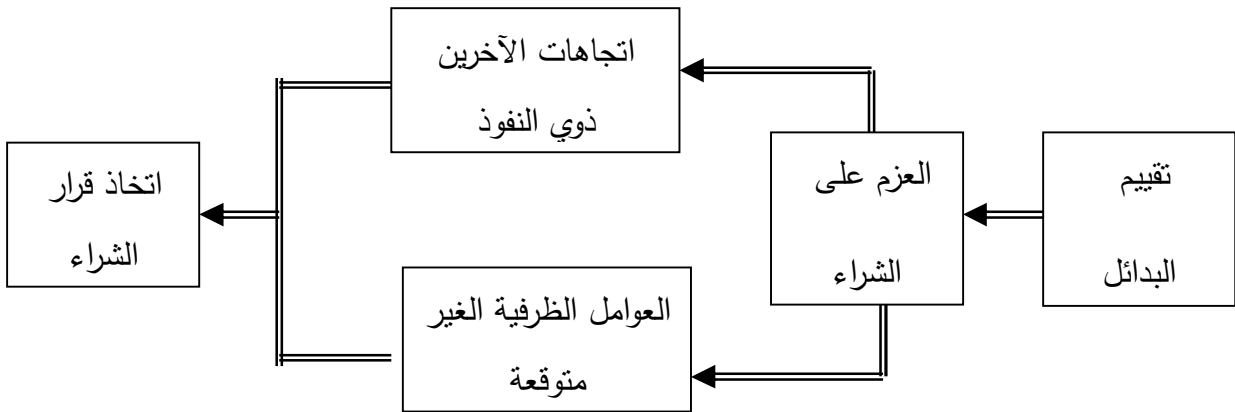 تقييم
البدائل
العزم على
الشراء
اتجاهات الآخرين
ذوي النفوذ
العوامل الظرفية الغير
متوقعة
اتخاذ قرار
الشراء